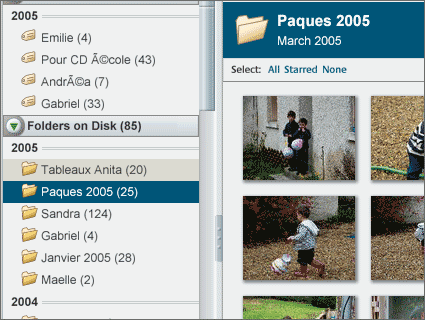 2005
Emilie (4)
Pour CD Ã©cole (43)
AndrÃ©a (7)
Gabriel (33)
Folders on Disk (85)
2005
Tableaux Anita (20)
Paques 2005 (25)
Sandra (124)
Gabriel (4)
Janvier 2005 (28)
Maelle (2)
2004
Paques 2005
March 2005
Select: All Starred None